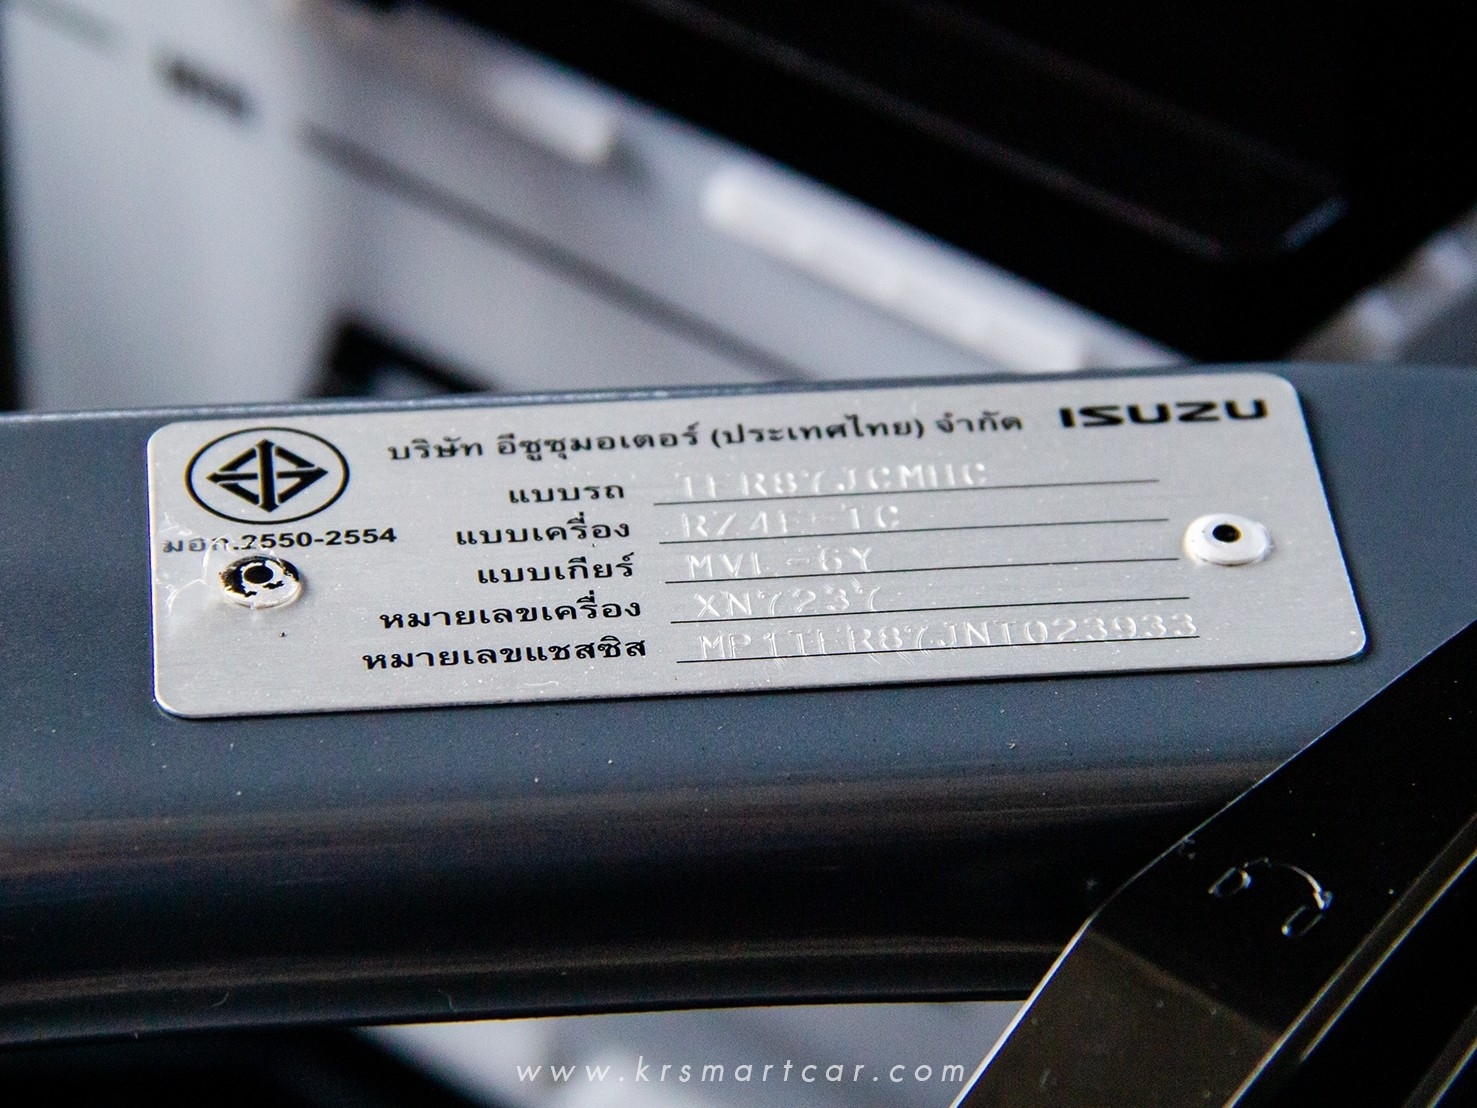 บริษัท อีซูซุมอเตอร์ (ประเทศไทย) จำกัด ISUZU
แบบรถ TFR87JCMHC
มอก.2550-2554
แบบเครื่อง RZ4E-TC
แบบเกียร์ MVL-6Y
หมายเลขเครื่อง XN7237
หมายเลขแชสซิส MP1TFR87JNT023933
www.krsmartcar.com